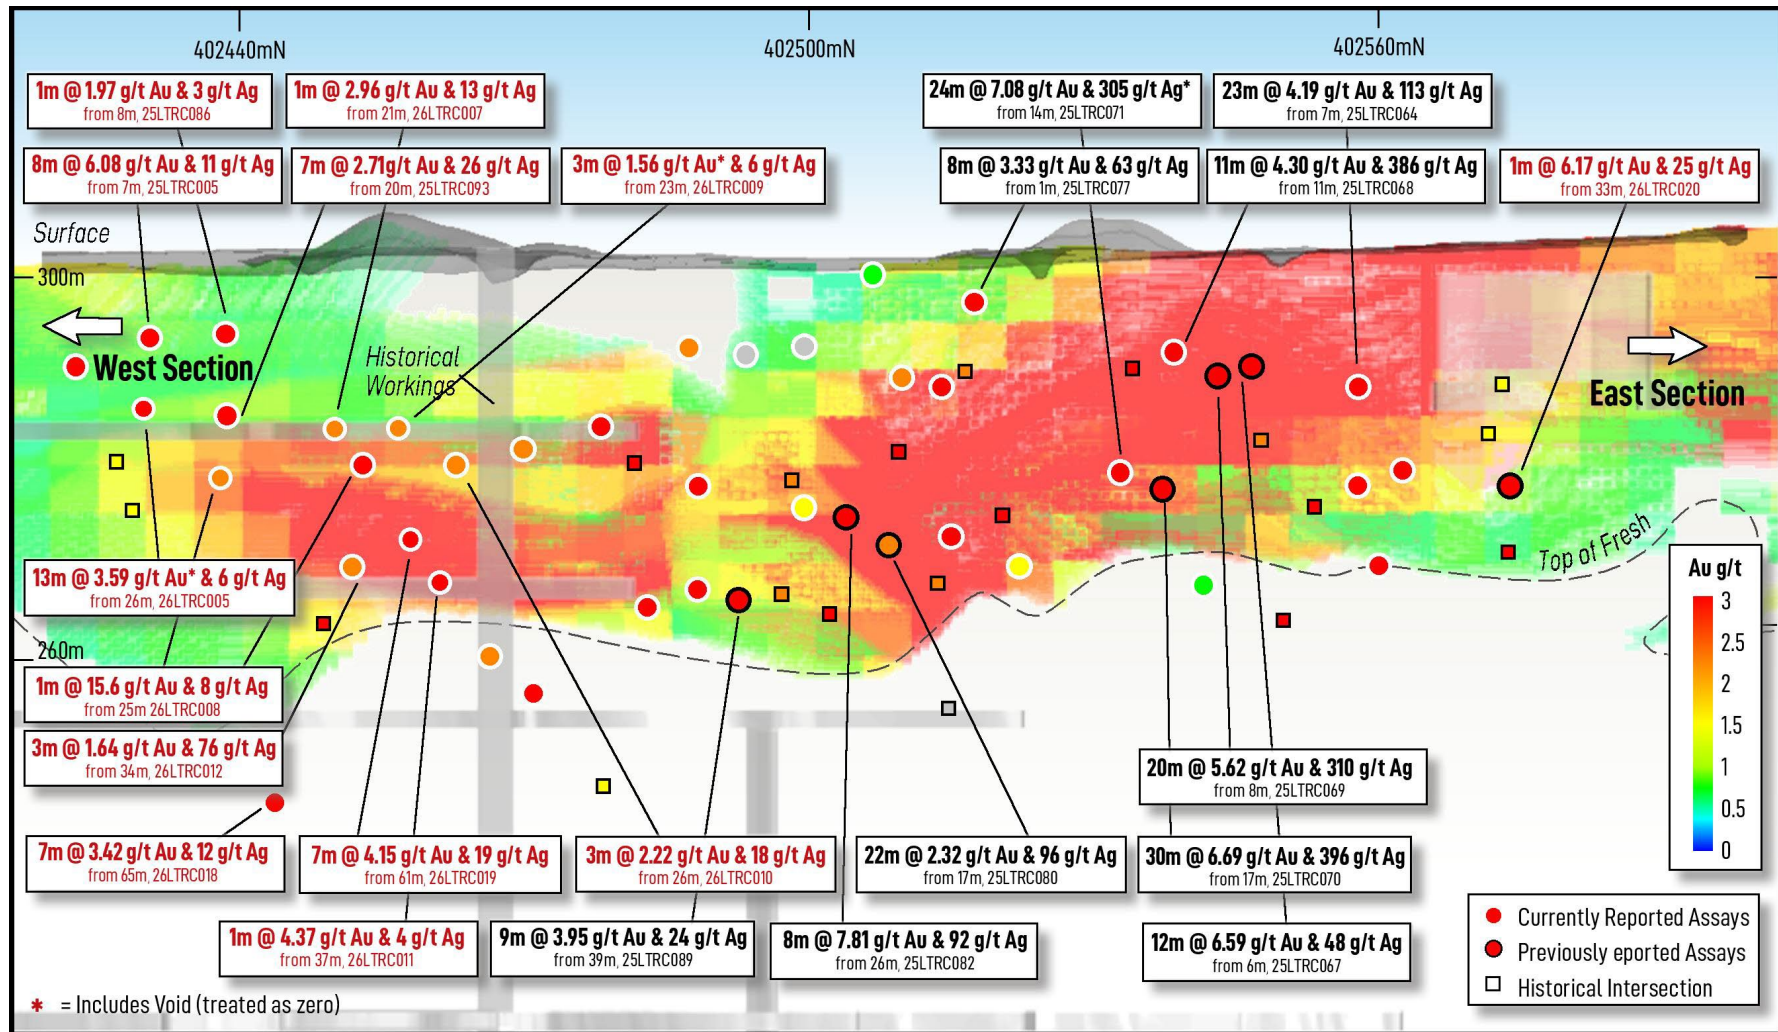 402440mN
402500mN
402560mN
1m @ 1.97 g/t Au & 3 g/t Ag
from 8m, 25LTRC086
1m @ 2.96 g/t Au & 13 g/t Ag
from 21m, 26LTRC007
24m @ 7.08 g/t Au & 305 g/t Ag*
from 14m, 25LTRC071
23m @ 4.19 g/t Au & 113 g/t Ag
from 7m, 25LTRC064
8m @ 6.08 g/t Au & 11 g/t Ag
from 7m, 25LTRC005
7m @ 2.71g/t Au & 26 g/t Ag
from 20m, 25LTRC093
3m @ 1.56 g/t Au* & 6 g/t Ag
from 23m, 26LTRC009
8m @ 3.33 g/t Au & 63 g/t Ag
from 1m, 25LTRC077
11m @ 4.30 g/t Au & 386 g/t Ag
from 11m, 25LTRC068
1m @ 6.17 g/t Au & 25 g/t Ag
from 33m, 26LTRC020
Surface
300m
West Section
Historical
Workings
East Section
Top of Fresh
13m @ 3.59 g/t Au* & 6 g/t Ag
from 26m, 26LTRC005
260m
1m @ 15.6 g/t Au & 8 g/t Ag
from 25m 26LTRC008
3m @ 1.64 g/t Au & 76 g/t Ag
from 34m, 26LTRC012
20m @ 5.62 g/t Au & 310 g/t Ag
from 8m, 25LTRC069
7m @ 3.42 g/t Au & 12 g/t Ag
from 65m, 26LTRC018
7m @ 4.15 g/t Au & 19 g/t Ag
from 61m, 26LTRC019
3m @ 2.22 g/t Au & 18 g/t Ag
from 26m, 26LTRC010
22m @ 2.32 g/t Au & 96 g/t Ag
from 17m, 25LTRC080
30m @ 6.69 g/t Au & 396 g/t Ag
from 17m, 25LTRC070
1m @ 4.37 g/t Au & 4 g/t Ag
from 37m, 26LTRC011
9m @ 3.95 g/t Au & 24 g/t Ag
from 39m, 25LTRC089
8m @ 7.81 g/t Au & 92 g/t Ag
from 26m, 25LTRC082
12m @ 6.59 g/t Au & 48 g/t Ag
from 6m, 25LTRC067
Au g/t
3
2.5
2
1.5
1
0.5
0
Currently Reported Assays
Previously eported Assays
Historical Intersection
* = Includes Void (treated as zero)